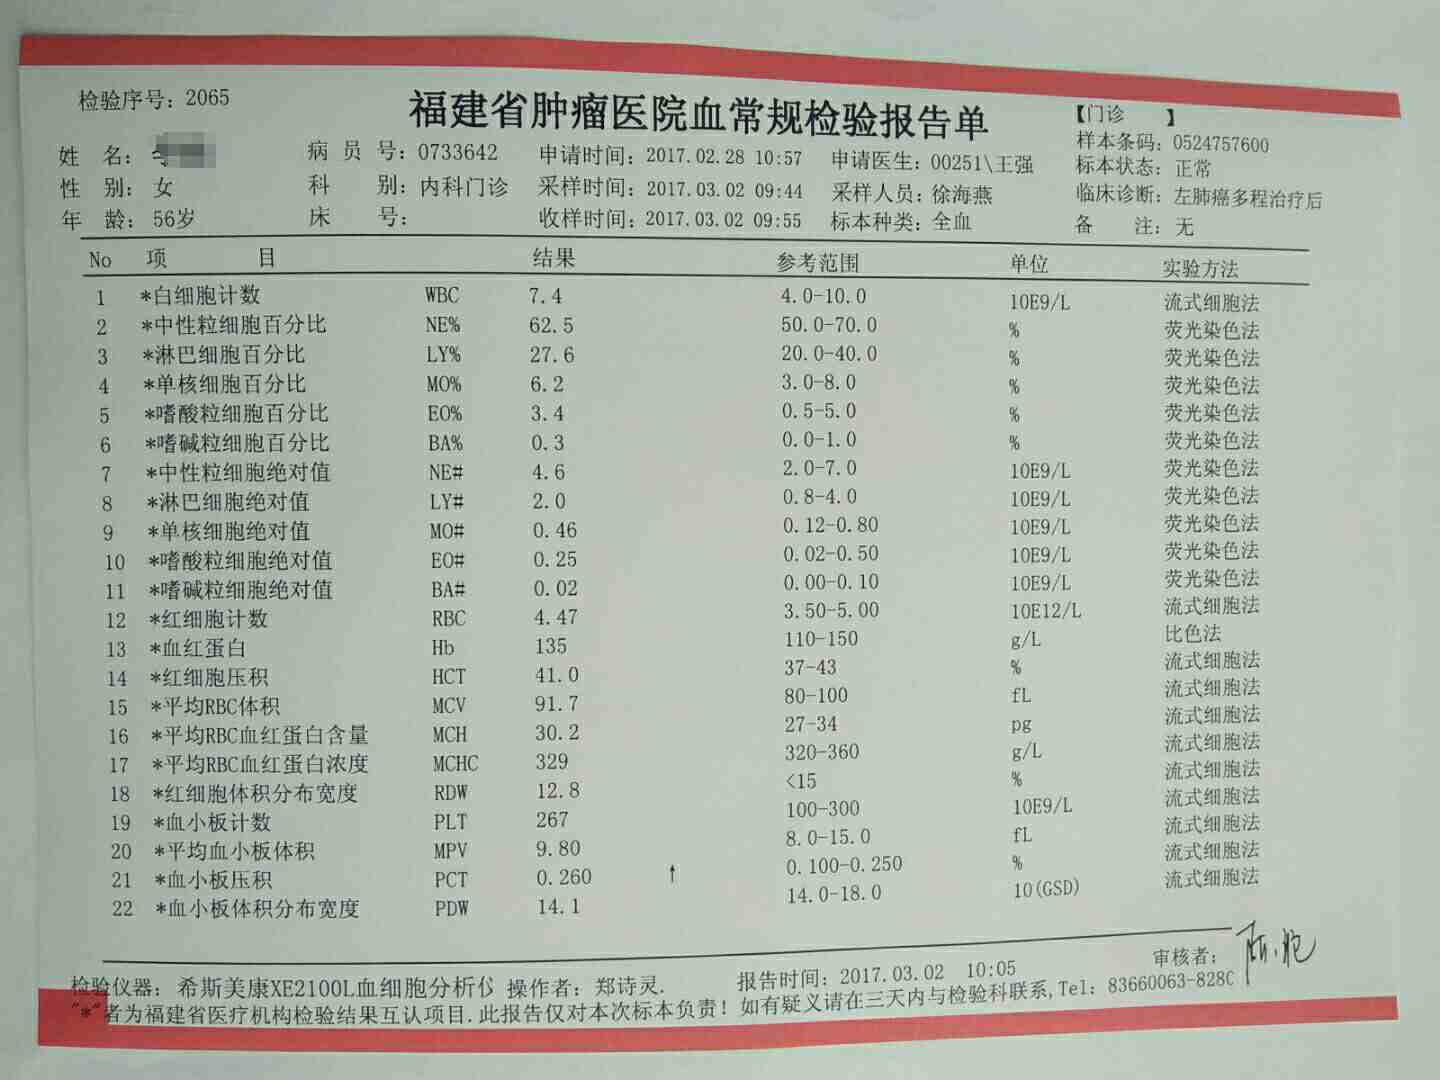 检验序号：2065
福建省肿瘤医院血常规检验报告单
【门诊 】
姓 名： 病 员 号：0733642 申请时间：2017.02.28 10:57 申请医生：00251\王强 样本条码：0524757600
性 别：女 科 别：内科门诊 采样时间：2017.03.02 09:44 采样人员：徐海燕 标本状态：正常
年 龄：56岁 床 号： 收样时间：2017.03.02 09:55 标本种类：全血 临床诊断：左肺癌多程治疗后
备 注：无
No 项 目 结果 参考范围 单位 实验方法
1 *白细胞计数 WBC 7.4 4.0-10.0 10E9/L 流式细胞法
2 *中性粒细胞百分比 NE% 62.5 50.0-70.0 % 荧光染色法
3 *淋巴细胞百分比 LY% 27.6 20.0-40.0 % 荧光染色法
4 *单核细胞百分比 MO% 6.2 3.0-8.0 % 荧光染色法
5 *嗜酸粒细胞百分比 EO% 3.4 0.5-5.0 % 荧光染色法
6 *嗜碱粒细胞百分比 BA% 0.3 0.0-1.0 % 荧光染色法
7 *中性粒细胞绝对值 NE# 4.6 2.0-7.0 10E9/L 荧光染色法
8 *淋巴细胞绝对值 LY# 2.0 0.8-4.0 10E9/L 荧光染色法
9 *单核细胞绝对值 MO# 0.46 0.12-0.80 10E9/L 荧光染色法
10 *嗜酸粒细胞绝对值 EO# 0.25 0.02-0.50 10E9/L 荧光染色法
11 *嗜碱粒细胞绝对值 BA# 0.02 0.00-0.10 10E9/L 荧光染色法
12 *红细胞计数 RBC 4.47 3.50-5.00 10E12/L 流式细胞法
13 *血红蛋白 Hb 135 110-150 g/L 比色法
14 *红细胞压积 HCT 41.0 37-43 % 流式细胞法
15 *平均RBC体积 MCV 91.7 80-100 fL 流式细胞法
16 *平均RBC血红蛋白含量 MCH 30.2 27-34 pg 流式细胞法
17 *平均RBC血红蛋白浓度 MCHC 329 320-360 g/L 流式细胞法
18 *红细胞体积分布宽度 RDW 12.8 <15 % 流式细胞法
19 *血小板计数 PLT 267 100-300 10E9/L 流式细胞法
20 *平均血小板体积 MPV 9.80 8.0-15.0 fL 流式细胞法
21 *血小板压积 PCT 0.260 ↑ 0.100-0.250 % 流式细胞法
22 *血小板体积分布宽度 PDW 14.1 14.0-18.0 10(GSD) 流式细胞法
检验仪器：希斯美康XE2100L血细胞分析仪 操作者：郑诗灵. 报告时间：2017.03.02 10:05 审核者：
"*"者为福建省医疗机构检验结果互认项目.此报告仅对本次标本负责！如有疑义请在三天内与检验科联系,Tel：83660063-828